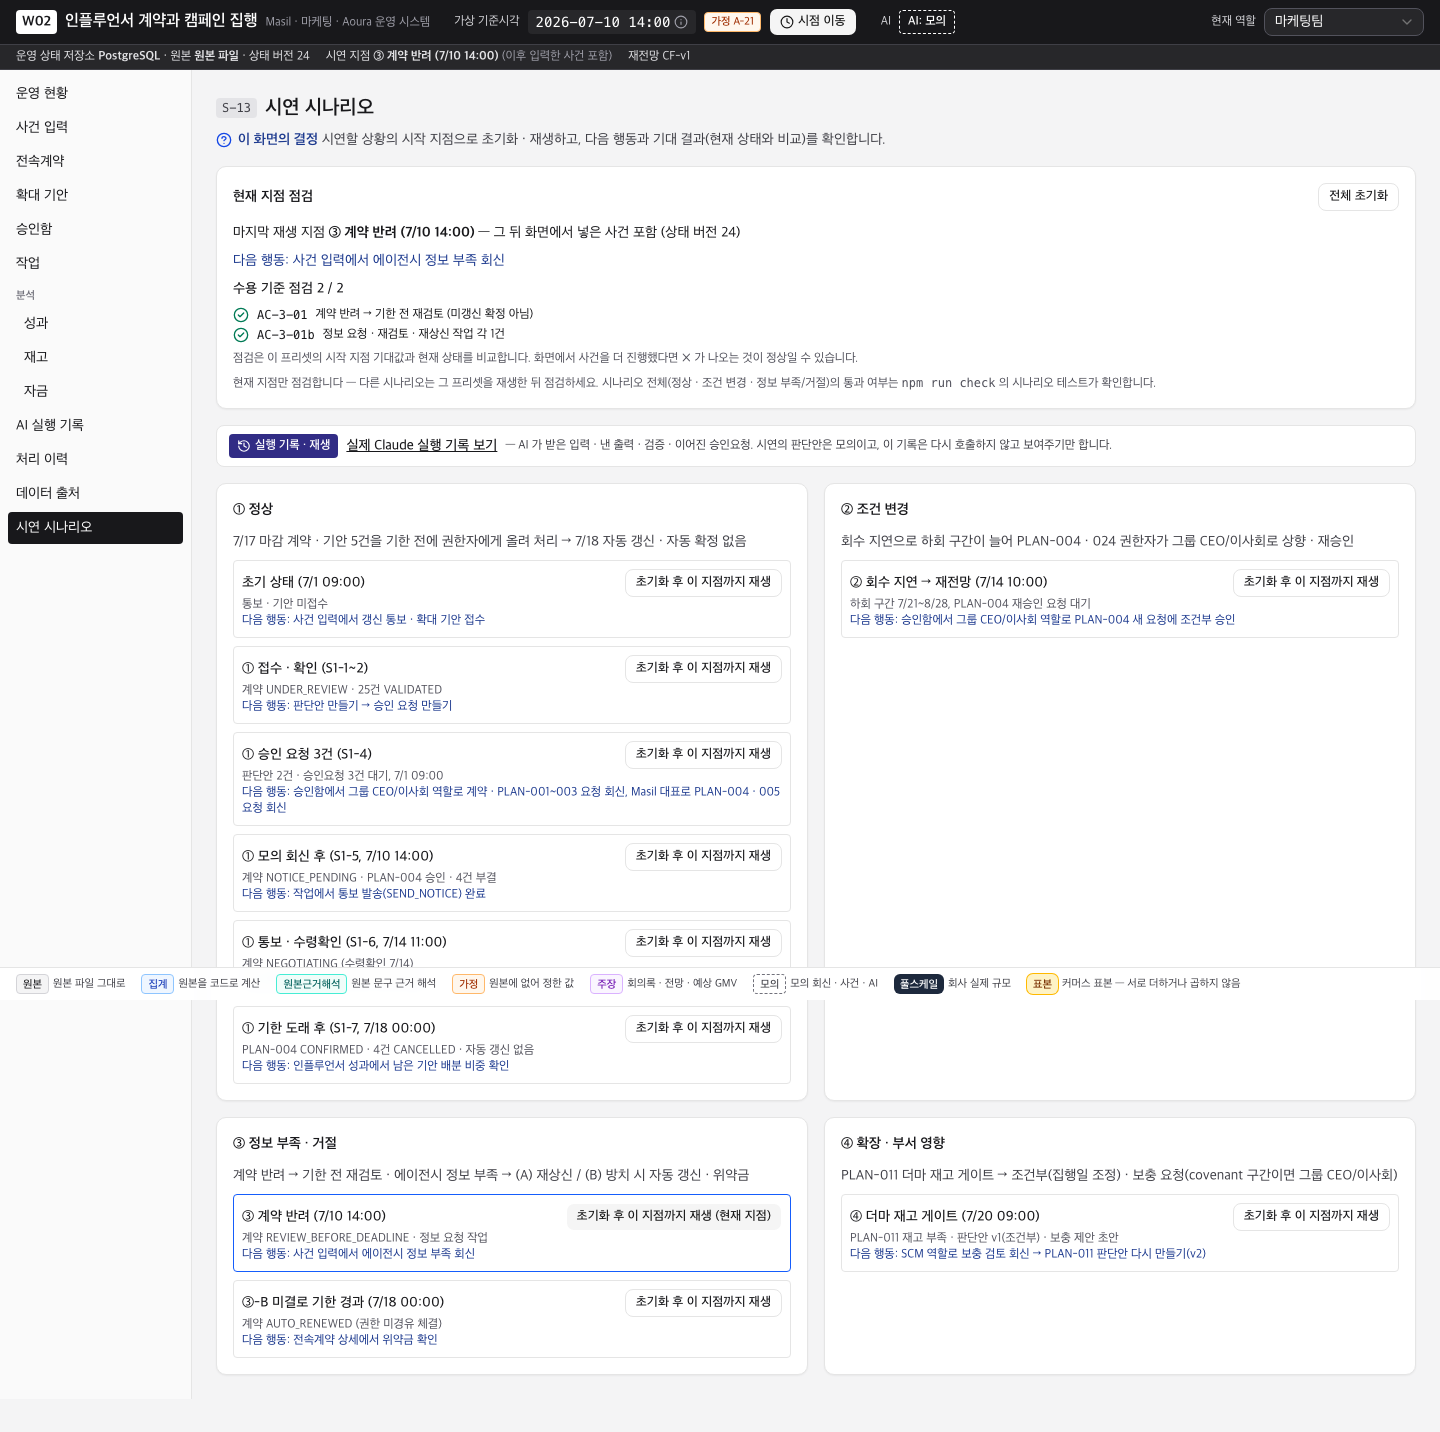 W02 인플루언서 계약과 캠페인 집행 Masil · 마케팅 · Aoura 운영 시스템 가상 기준시각 2026-07-10 14:00 가정 A-21 시점 이동 AI AI: 모의 현재 역할 마케팅팀
운영 상태 저장소 PostgreSQL · 원본 원본 파일 · 상태 버전 24 시연 지점 ③ 계약 반려 (7/10 14:00) (이후 입력한 사건 포함) 재전망 CF-v1
운영 현황
사건 입력
전속계약
확대 기안
승인함
작업
분석
성과
재고
자금
AI 실행 기록
처리 이력
데이터 출처
시연 시나리오
S-13 시연 시나리오
이 화면의 결정 시연할 상황의 시작 지점으로 초기화 · 재생하고, 다음 행동과 기대 결과(현재 상태와 비교)를 확인합니다.
현재 지점 점검 전체 초기화
마지막 재생 지점 ③ 계약 반려 (7/10 14:00) — 그 뒤 화면에서 넣은 사건 포함 (상태 버전 24)
다음 행동: 사건 입력에서 에이전시 정보 부족 회신
수용 기준 점검 2 / 2
AC-3-01 계약 반려 → 기한 전 재검토 (미갱신 확정 아님)
AC-3-01b 정보 요청 · 재검토 · 재상신 작업 각 1건
점검은 이 프리셋의 시작 지점 기대값과 현재 상태를 비교합니다. 화면에서 사건을 더 진행했다면 ✕ 가 나오는 것이 정상일 수 있습니다.
현재 지점만 점검합니다 — 다른 시나리오는 그 프리셋을 재생한 뒤 점검하세요. 시나리오 전체(정상 · 조건 변경 · 정보 부족/거절)의 통과 여부는 npm run check 의 시나리오 테스트가 확인합니다.
실행 기록 · 재생 실제 Claude 실행 기록 보기 — AI 가 받은 입력 · 낸 출력 · 검증 · 이어진 승인요청. 시연의 판단안은 모의이고, 이 기록은 다시 호출하지 않고 보여주기만 합니다.
① 정상
7/17 마감 계약 · 기안 5건을 기한 전에 권한자에게 올려 처리 → 7/18 자동 갱신 · 자동 확정 없음
초기 상태 (7/1 09:00) 초기화 후 이 지점까지 재생
통보 · 기안 미접수
다음 행동: 사건 입력에서 갱신 통보 · 확대 기안 접수
① 접수 · 확인 (S1-1~2) 초기화 후 이 지점까지 재생
계약 UNDER_REVIEW · 25건 VALIDATED
다음 행동: 판단안 만들기 → 승인 요청 만들기
① 승인 요청 3건 (S1-4) 초기화 후 이 지점까지 재생
판단안 2건 · 승인요청 3건 대기, 7/1 09:00
다음 행동: 승인함에서 그룹 CEO/이사회 역할로 계약 · PLAN-001~003 요청 회신, Masil 대표로 PLAN-004 · 005
요청 회신
① 모의 회신 후 (S1-5, 7/10 14:00) 초기화 후 이 지점까지 재생
계약 NOTICE_PENDING · PLAN-004 승인 · 4건 부결
다음 행동: 작업에서 통보 발송(SEND_NOTICE) 완료
① 통보 · 수령확인 (S1-6, 7/14 11:00) 초기화 후 이 지점까지 재생
계약 NEGOTIATING (수령확인 7/14)
원본 원본 파일 그대로 집계 원본을 코드로 계산 원본근거해석 원본 문구 근거 해석 가정 원본에 없어 정한 값 주장 회의록 · 전망 · 예상 GMV 모의 모의 회신 · 사건 · AI 풀스케일 회사 실제 규모 표본 커머스 표본 — 서로 더하거나 곱하지 않음
① 기한 도래 후 (S1-7, 7/18 00:00) 초기화 후 이 지점까지 재생
PLAN-004 CONFIRMED · 4건 CANCELLED · 자동 갱신 없음
다음 행동: 인플루언서 성과에서 남은 기안 배분 비중 확인
② 조건 변경
회수 지연으로 하회 구간이 늘어 PLAN-004 · 024 권한자가 그룹 CEO/이사회로 상향 · 재승인
② 회수 지연 → 재전망 (7/14 10:00) 초기화 후 이 지점까지 재생
하회 구간 7/21~8/28, PLAN-004 재승인 요청 대기
다음 행동: 승인함에서 그룹 CEO/이사회 역할로 PLAN-004 새 요청에 조건부 승인
③ 정보 부족 · 거절
계약 반려 → 기한 전 재검토 · 에이전시 정보 부족 → (A) 재상신 / (B) 방치 시 자동 갱신 · 위약금
③ 계약 반려 (7/10 14:00) 초기화 후 이 지점까지 재생 (현재 지점)
계약 REVIEW_BEFORE_DEADLINE · 정보 요청 작업
다음 행동: 사건 입력에서 에이전시 정보 부족 회신
③-B 미결로 기한 경과 (7/18 00:00) 초기화 후 이 지점까지 재생
계약 AUTO_RENEWED (권한 미경유 체결)
다음 행동: 전속계약 상세에서 위약금 확인
④ 확장 · 부서 영향
PLAN-011 더마 재고 게이트 → 조건부(집행일 조정) · 보충 요청(covenant 구간이면 그룹 CEO/이사회)
④ 더마 재고 게이트 (7/20 09:00) 초기화 후 이 지점까지 재생
PLAN-011 재고 부족 · 판단안 v1(조건부) · 보충 제안 초안
다음 행동: SCM 역할로 보충 검토 회신 → PLAN-011 판단안 다시 만들기(v2)